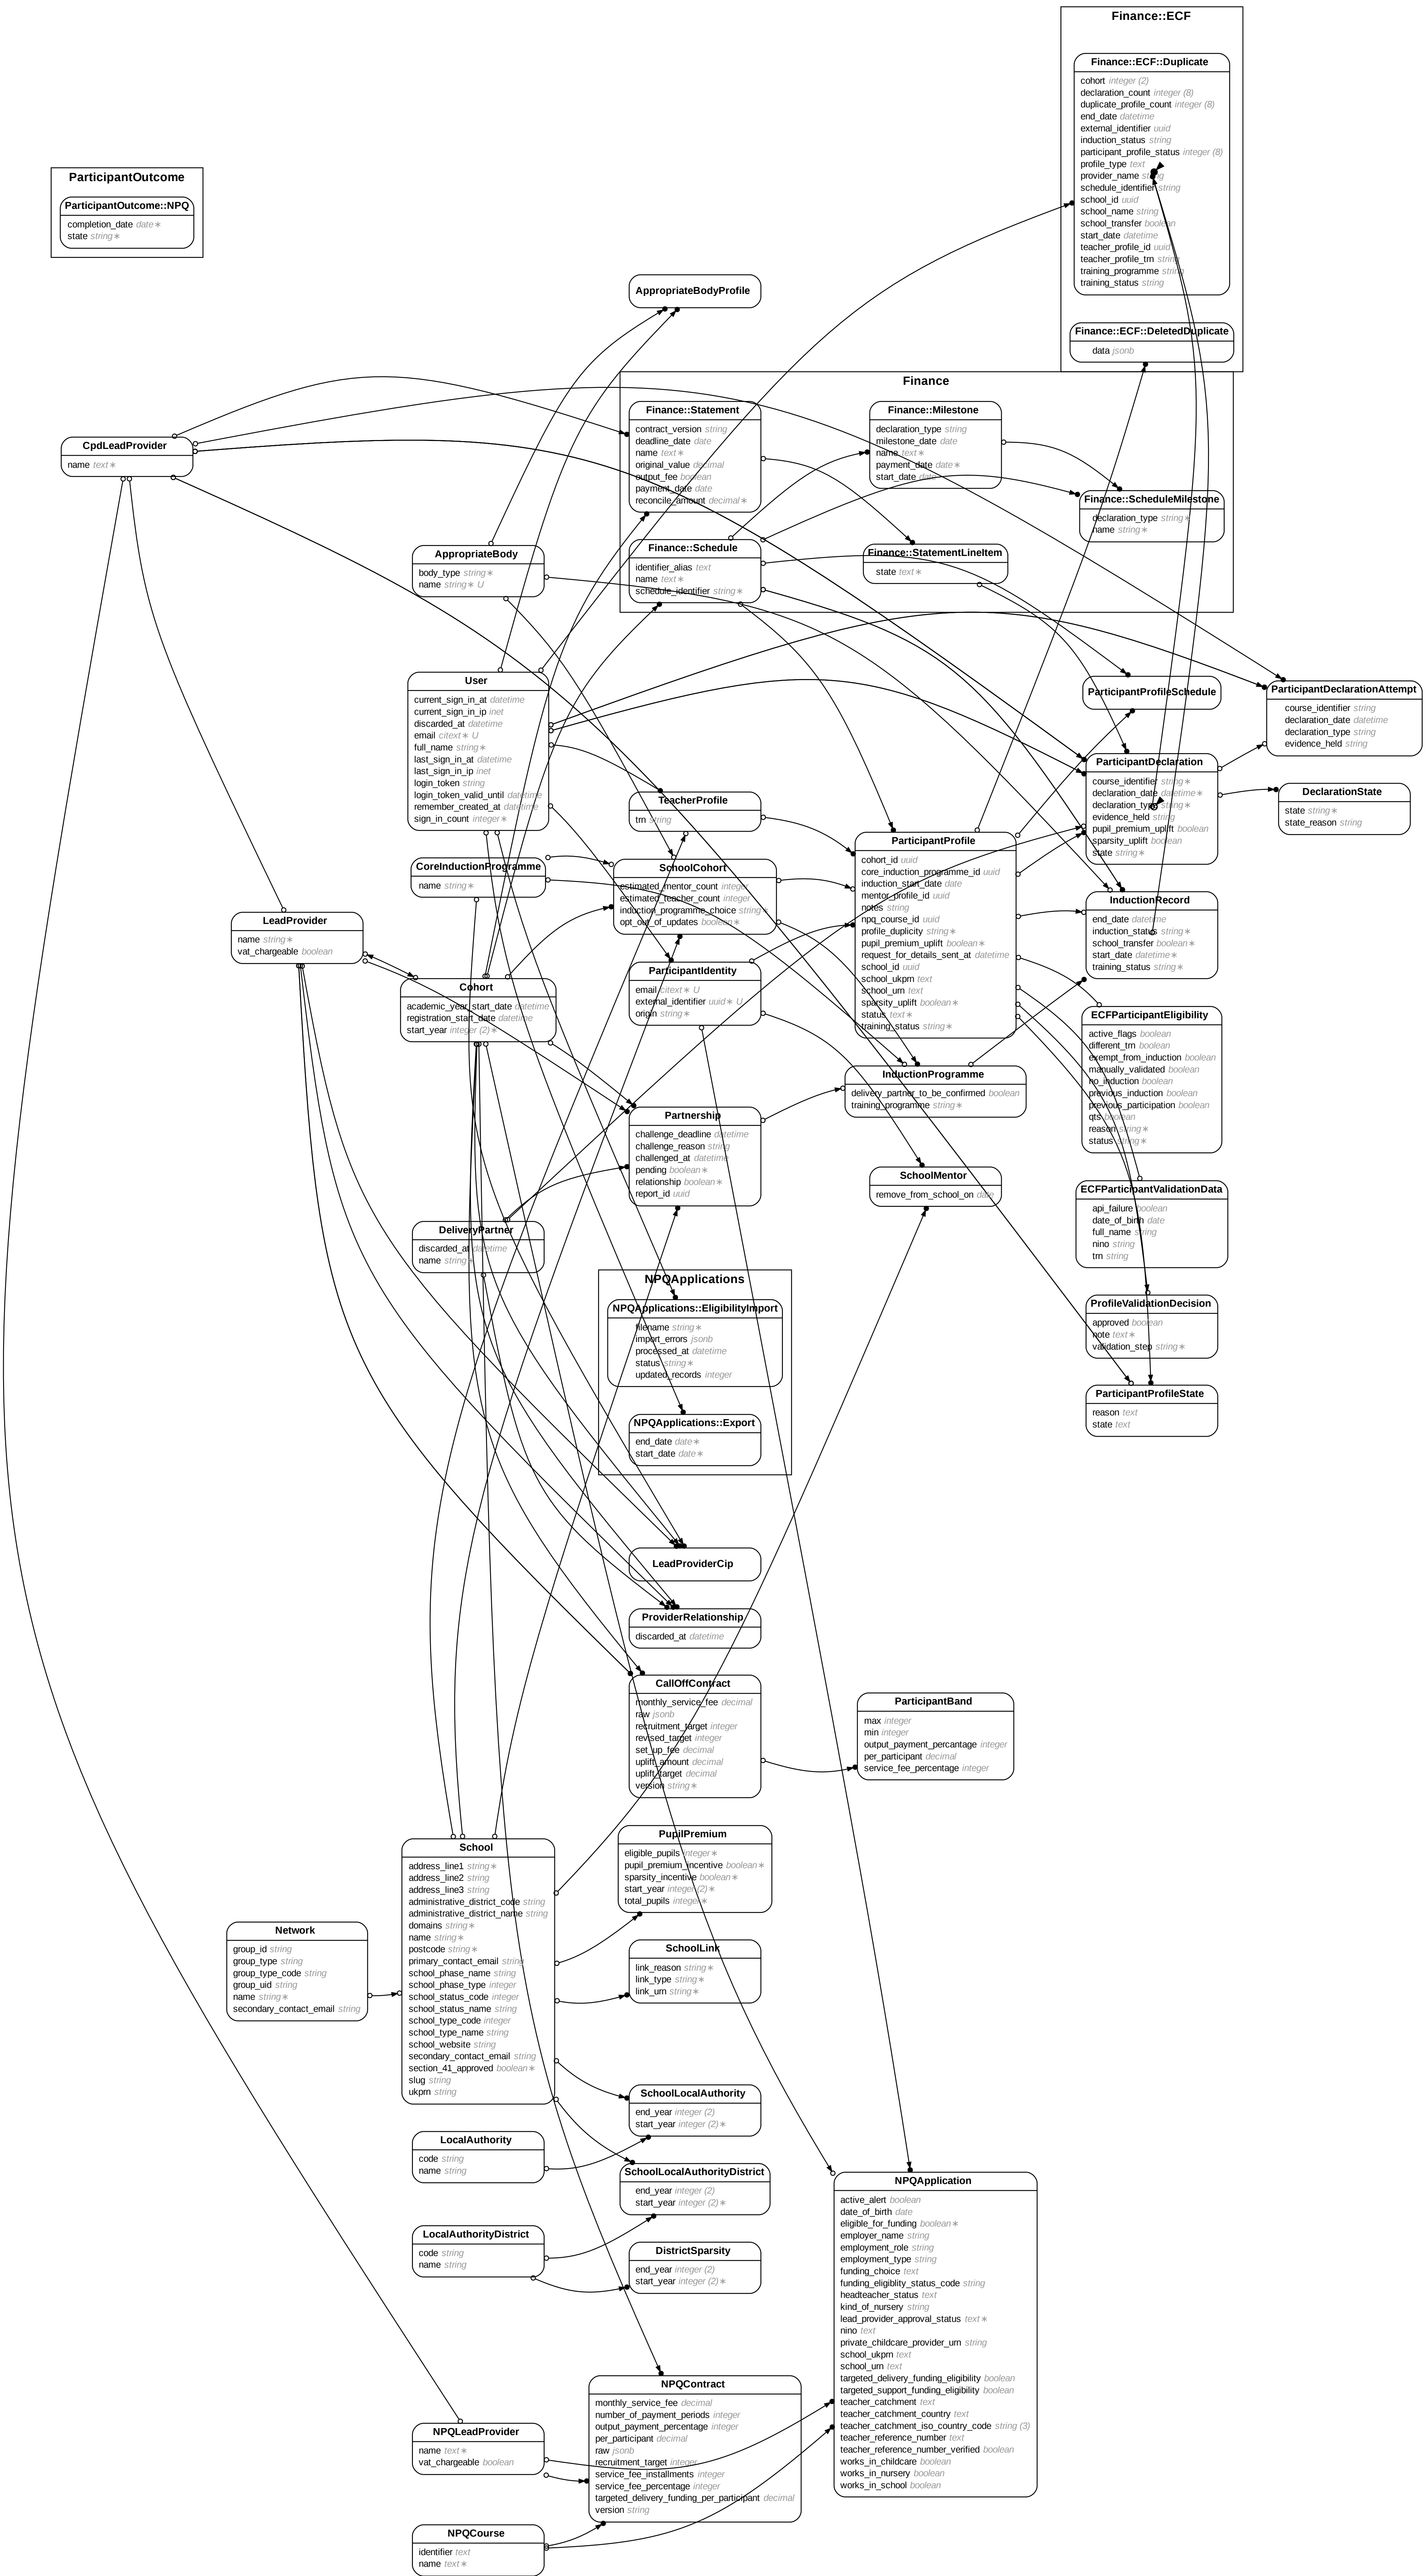 Finance::ECF
Finance::ECF::Duplicate
cohort integer (2)
declaration_count integer (8)
duplicate_profile_count integer (8)
end_date datetime
external_identifier uuid
induction_status string
participant_profile_status integer (8)
profile_type text
provider_name string
schedule_identifier string
school_id uuid
school_name string
school_transfer boolean
start_date datetime
teacher_profile_id uuid
teacher_profile_trn string
training_programme string
training_status string
Finance::ECF::DeletedDuplicate
data jsonb
ParticipantOutcome
ParticipantOutcome::NPQ
completion_date date∗
state string∗
AppropriateBodyProfile
Finance
Finance::Statement
contract_version string
deadline_date date
name text∗
original_value decimal
output_fee boolean
payment_date date
reconcile_amount decimal∗
Finance::Milestone
declaration_type string
milestone_date date
name text∗
payment_date date∗
start_date date
Finance::ScheduleMilestone
declaration_type string∗
name string∗
Finance::Schedule
identifier_alias text
name text∗
schedule_identifier string∗
Finance::StatementLineItem
state text∗
CpdLeadProvider
name text∗
AppropriateBody
body_type string∗
name string∗ U
User
current_sign_in_at datetime
current_sign_in_ip inet
discarded_at datetime
email citext∗ U
full_name string∗
last_sign_in_at datetime
last_sign_in_ip inet
login_token string
login_token_valid_until datetime
remember_created_at datetime
sign_in_count integer∗
ParticipantProfileSchedule
ParticipantDeclarationAttempt
course_identifier string
declaration_date datetime
declaration_type string
evidence_held string
ParticipantDeclaration
course_identifier string∗
declaration_date datetime∗
declaration_type string∗
evidence_held string
pupil_premium_uplift boolean
sparsity_uplift boolean
state string∗
DeclarationState
state string∗
state_reason string
TeacherProfile
trn string
ParticipantProfile
cohort_id uuid
core_induction_programme_id uuid
induction_start_date date
mentor_profile_id uuid
notes string
npq_course_id uuid
profile_duplicity string∗
pupil_premium_uplift boolean∗
request_for_details_sent_at datetime
school_id uuid
school_ukprn text
school_urn text
sparsity_uplift boolean∗
status text∗
training_status string∗
CoreInductionProgramme
name string∗
SchoolCohort
estimated_mentor_count integer
estimated_teacher_count integer
induction_programme_choice string∗
opt_out_of_updates boolean∗
InductionRecord
end_date datetime
induction_status string∗
school_transfer boolean∗
start_date datetime∗
training_status string∗
LeadProvider
name string∗
vat_chargeable boolean
ParticipantIdentity
email citext∗ U
external_identifier uuid∗ U
origin string∗
Cohort
academic_year_start_date datetime
registration_start_date datetime
start_year integer (2)∗
ECFParticipantEligibility
active_flags boolean
different_trn boolean
exempt_from_induction boolean
manually_validated boolean
no_induction boolean
previous_induction boolean
previous_participation boolean
qts boolean
reason string∗
status string∗
InductionProgramme
delivery_partner_to_be_confirmed boolean
training_programme string∗
Partnership
challenge_deadline datetime
challenge_reason string
challenged_at datetime
pending boolean∗
relationship boolean∗
report_id uuid
SchoolMentor
remove_from_school_on date
ECFParticipantValidationData
api_failure boolean
date_of_birth date
full_name string
nino string
trn string
DeliveryPartner
discarded_at datetime
name string∗
NPQApplications
NPQApplications::EligibilityImport
filename string∗
import_errors jsonb
processed_at datetime
status string∗
updated_records integer
NPQApplications::Export
end_date date∗
start_date date∗
ProfileValidationDecision
approved boolean
note text∗
validation_step string∗
ParticipantProfileState
reason text
state text
LeadProviderCip
ProviderRelationship
discarded_at datetime
CallOffContract
monthly_service_fee decimal
raw jsonb
recruitment_target integer
revised_target integer
set_up_fee decimal
uplift_amount decimal
uplift_target decimal
version string∗
ParticipantBand
max integer
min integer
output_payment_percantage integer
per_participant decimal
service_fee_percentage integer
School
address_line1 string∗
address_line2 string
address_line3 string
administrative_district_code string
administrative_district_name string
domains string∗
name string∗
postcode string∗
primary_contact_email string
school_phase_name string
school_phase_type integer
school_status_code integer
school_status_name string
school_type_code integer
school_type_name string
school_website string
secondary_contact_email string
section_41_approved boolean∗
slug string
ukprn string
PupilPremium
eligible_pupils integer∗
pupil_premium_incentive boolean∗
sparsity_incentive boolean∗
start_year integer (2)∗
total_pupils integer∗
Network
group_id string
group_type string
group_type_code string
group_uid string
name string∗
secondary_contact_email string
SchoolLink
link_reason string∗
link_type string∗
link_urn string∗
SchoolLocalAuthority
end_year integer (2)
start_year integer (2)∗
LocalAuthority
code string
name string
SchoolLocalAuthorityDistrict
end_year integer (2)
start_year integer (2)∗
LocalAuthorityDistrict
code string
name string
DistrictSparsity
end_year integer (2)
start_year integer (2)∗
NPQApplication
active_alert boolean
date_of_birth date
eligible_for_funding boolean∗
employer_name string
employment_role string
employment_type string
funding_choice text
funding_eligiblity_status_code string
headteacher_status text
kind_of_nursery string
lead_provider_approval_status text∗
nino text
private_childcare_provider_urn string
school_ukprn text
school_urn text
targeted_delivery_funding_eligibility boolean
targeted_support_funding_eligibility boolean
teacher_catchment text
teacher_catchment_country text
teacher_catchment_iso_country_code string (3)
teacher_reference_number text
teacher_reference_number_verified boolean
works_in_childcare boolean
works_in_nursery boolean
works_in_school boolean
NPQContract
monthly_service_fee decimal
number_of_payment_periods integer
output_payment_percentage integer
per_participant decimal
raw jsonb
recruitment_target integer
service_fee_installments integer
service_fee_percentage integer
targeted_delivery_funding_per_participant decimal
version string
NPQLeadProvider
name text∗
vat_chargeable boolean
NPQCourse
identifier text
name text∗